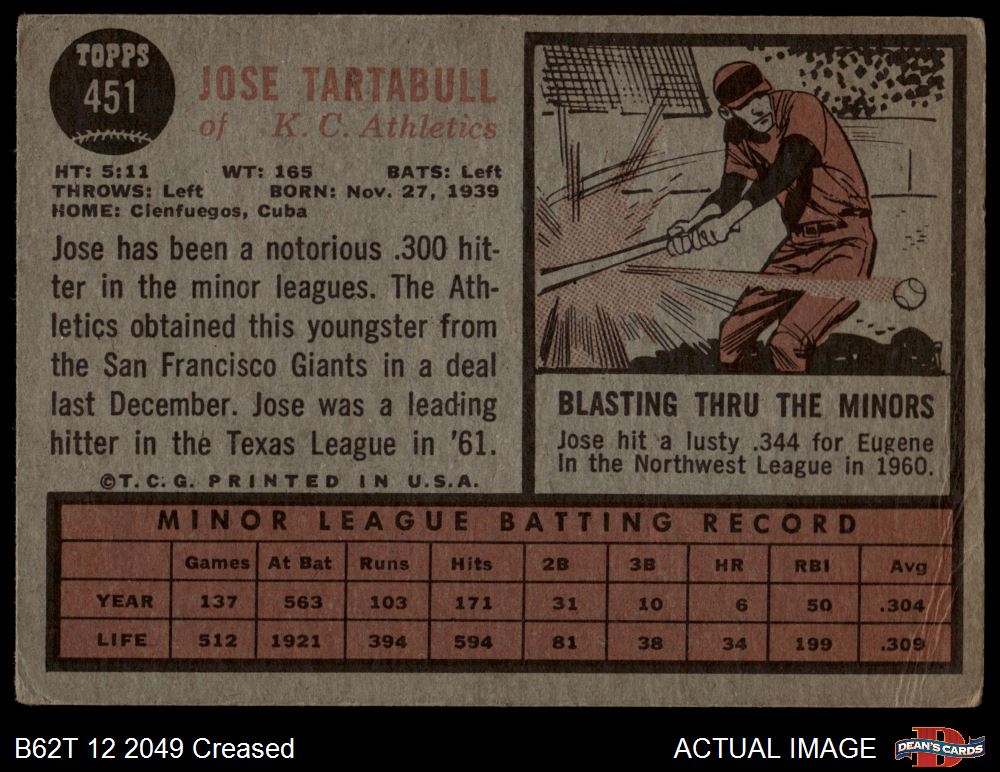 TOPPS
451
JOSE TARTABULL
of K. C. Athletics
HT: 5:11 WT: 165 BATS: Left
THROWS: Left BORN: Nov. 27, 1939
HOME: Cienfuegos, Cuba
Jose has been a notorious .300 hit-
ter in the minor leagues. The Ath-
letics obtained this youngster from
the San Francisco Giants in a deal
last December. Jose was a leading
hitter in the Texas League in '61.
©T.C.G. PRINTED IN U.S.A.
BLASTING THRU THE MINORS
Jose hit a lusty .344 for Eugene
in the Northwest League in 1960.
MINOR LEAGUE BATTING RECORD
Games At Bat Runs Hits 2B 3B HR RBI Avg
YEAR 137 563 103 171 31 10 6 50 .304
LIFE 512 1921 394 594 81 38 34 199 .309
B62T 12 2049 Creased
ACTUAL IMAGE
DEAN'S CARDS